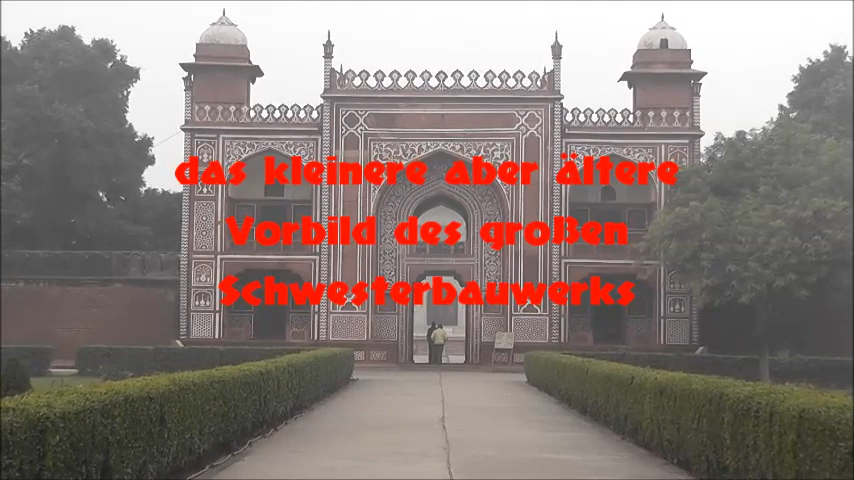 das kleinere aber ältere
Vorbild des großen
Schwesterbauwerks